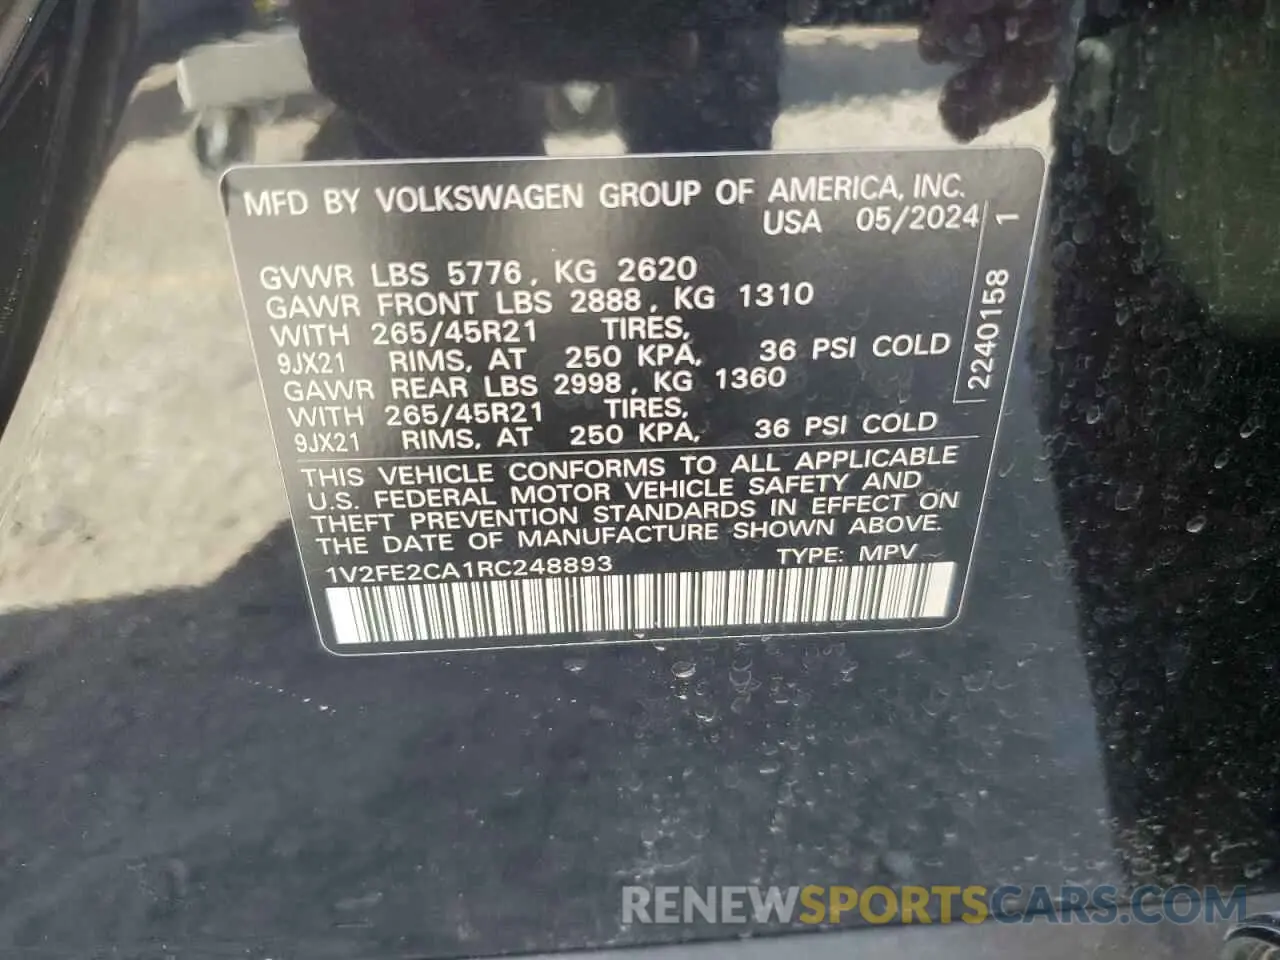 MFD BY VOLKSWAGEN GROUP OF AMERICA, INC.
USA 05/2024
GVWR LBS 5776, KG 2620
GAWR FRONT LBS 2888, KG 1310
WITH 265/45R21 TIRES,
9JX21 RIMS, AT 250 KPA, 36 PSI COLD
GAWR REAR LBS 2998, KG 1360
WITH 265/45R21 TIRES,
9JX21 RIMS, AT 250 KPA, 36 PSI COLD
2240158 1
THIS VEHICLE CONFORMS TO ALL APPLICABLE
U.S. FEDERAL MOTOR VEHICLE SAFETY AND
THEFT PREVENTION STANDARDS IN EFFECT ON
THE DATE OF MANUFACTURE SHOWN ABOVE.
1V2FE2CA1RC248893 TYPE: MPV
RENEWSPORTSCARS.COM